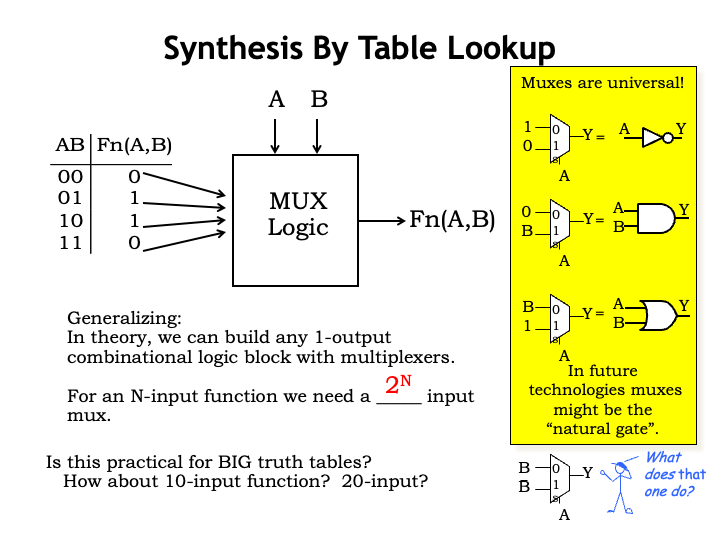 Synthesis By Table Lookup
A B
AB Fn(A,B)
00 0
01 1
10 1
11 0
MUX
Logic
Fn(A,B)
Generalizing:
In theory, we can build any 1-output
combinational logic block with multiplexers.
For an N-input function we need a 2ᴺ input
mux.
Is this practical for BIG truth tables?
How about 10-input function? 20-input?
Muxes are universal!
1 0 Y = A Y
0 1
S
A
0 0 Y = A Y
B 1 B
S
A
B 0 Y = A Y
1 1 B
S
A
In future
technologies muxes
might be the
“natural gate”.
B 0 Y
B̅ 1
S
A
What
does that
one do?